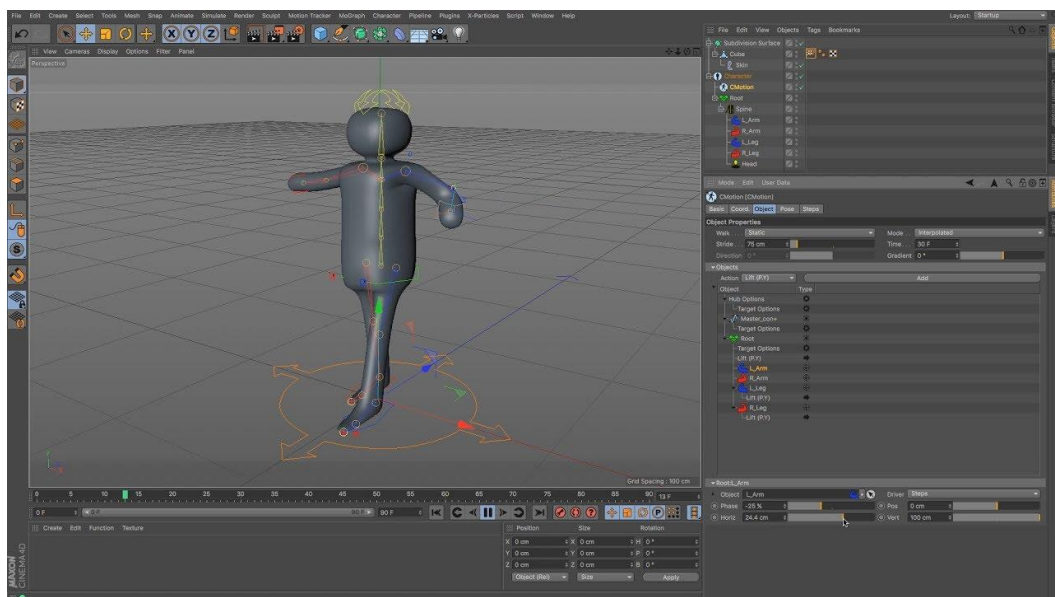 File Edit Create Select Tools Mesh Snap Animate Simulate Render Sculpt Motion Tracker MoGraph Character Pipeline Plugins X-Particles Script Window Help Layout: Startup
View Cameras Display Options Filter Panel
Perspective
Grid Spacing : 100 cm
0 5 10 15 20 25 30 35 40 45 50 55 60 65 70 75 80 85 90 13 F
0 F 0 F 90 F 90 F
Create Edit Function Texture
Position Size Rotation
X 0 cm X 0 cm H 0°
Y 0 cm Y 0 cm P 0°
Z 0 cm Z 0 cm B 0°
Object (Rel) Size Apply
MAXON
CINEMA 4D
File Edit View Objects Tags Bookmarks
Subdivision Surface
Cube
Skin
Character
CMotion
Root
Spine
L_Arm
R_Arm
L_Leg
R_Leg
Head
Mode Edit User Data
CMotion [CMotion]
Basic Coord. Object Pose Steps
Object Properties
Walk Static Mode Interpolated
Stride 75 cm Time 30 F
Direction 0° Gradient 0°
Objects
Action Lift (P.Y) Add
Object Type
Hub Options
Target Options
Master_con+
Target Options
Root
Target Options
Lift (P.Y)
L_Arm
R_Arm
L_Leg
Lift (P.Y)
R_Leg
Lift (P.Y)
Root:L_Arm
Object L_Arm Driver Steps
Phase -25 % Pos 0 cm
Horiz 24.4 cm Vert 100 cm